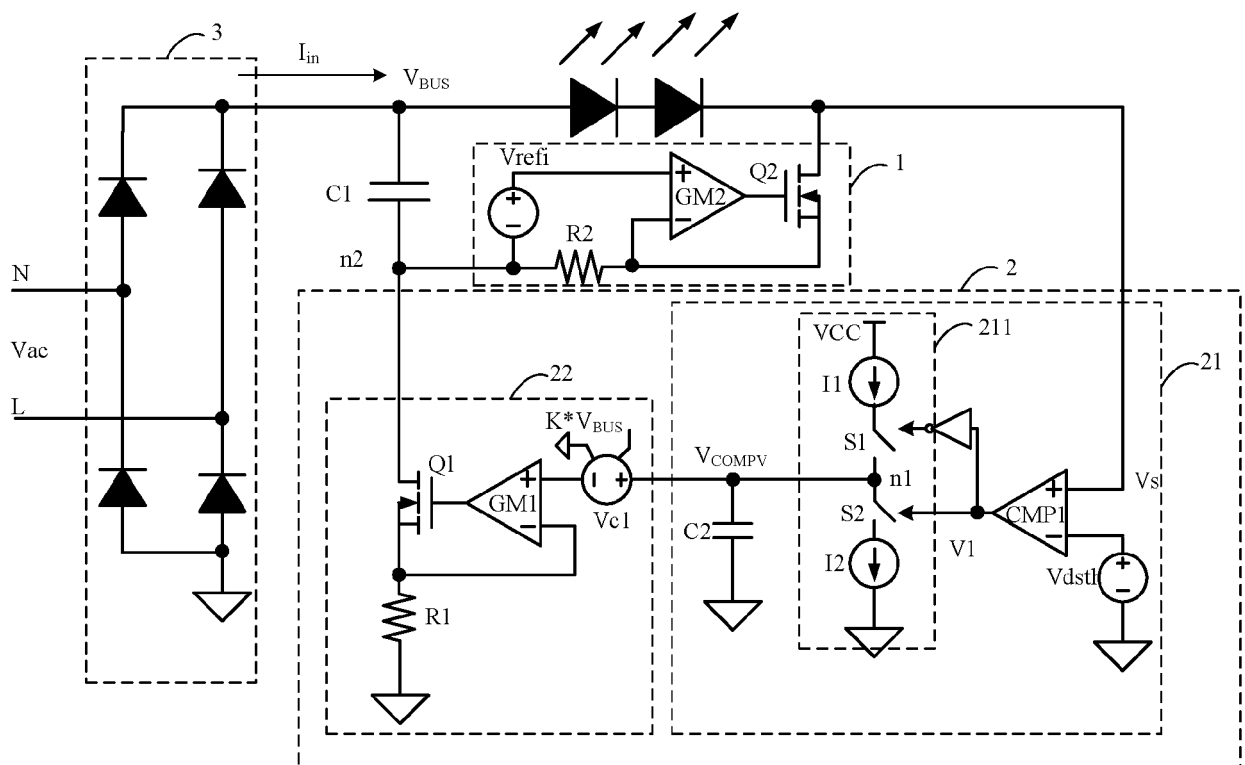 3
I_in
V_BUS
Vrefi
1
GM2
Q2
C1
R2
n2
N
2
VCC
211
Vac
21
I1
22
L
K*V_BUS
S1
V_COMPV
Q1
n1
Vs
GM1
S2
CMP1
Vc1
C2
V1
I2
Vdsth
R1